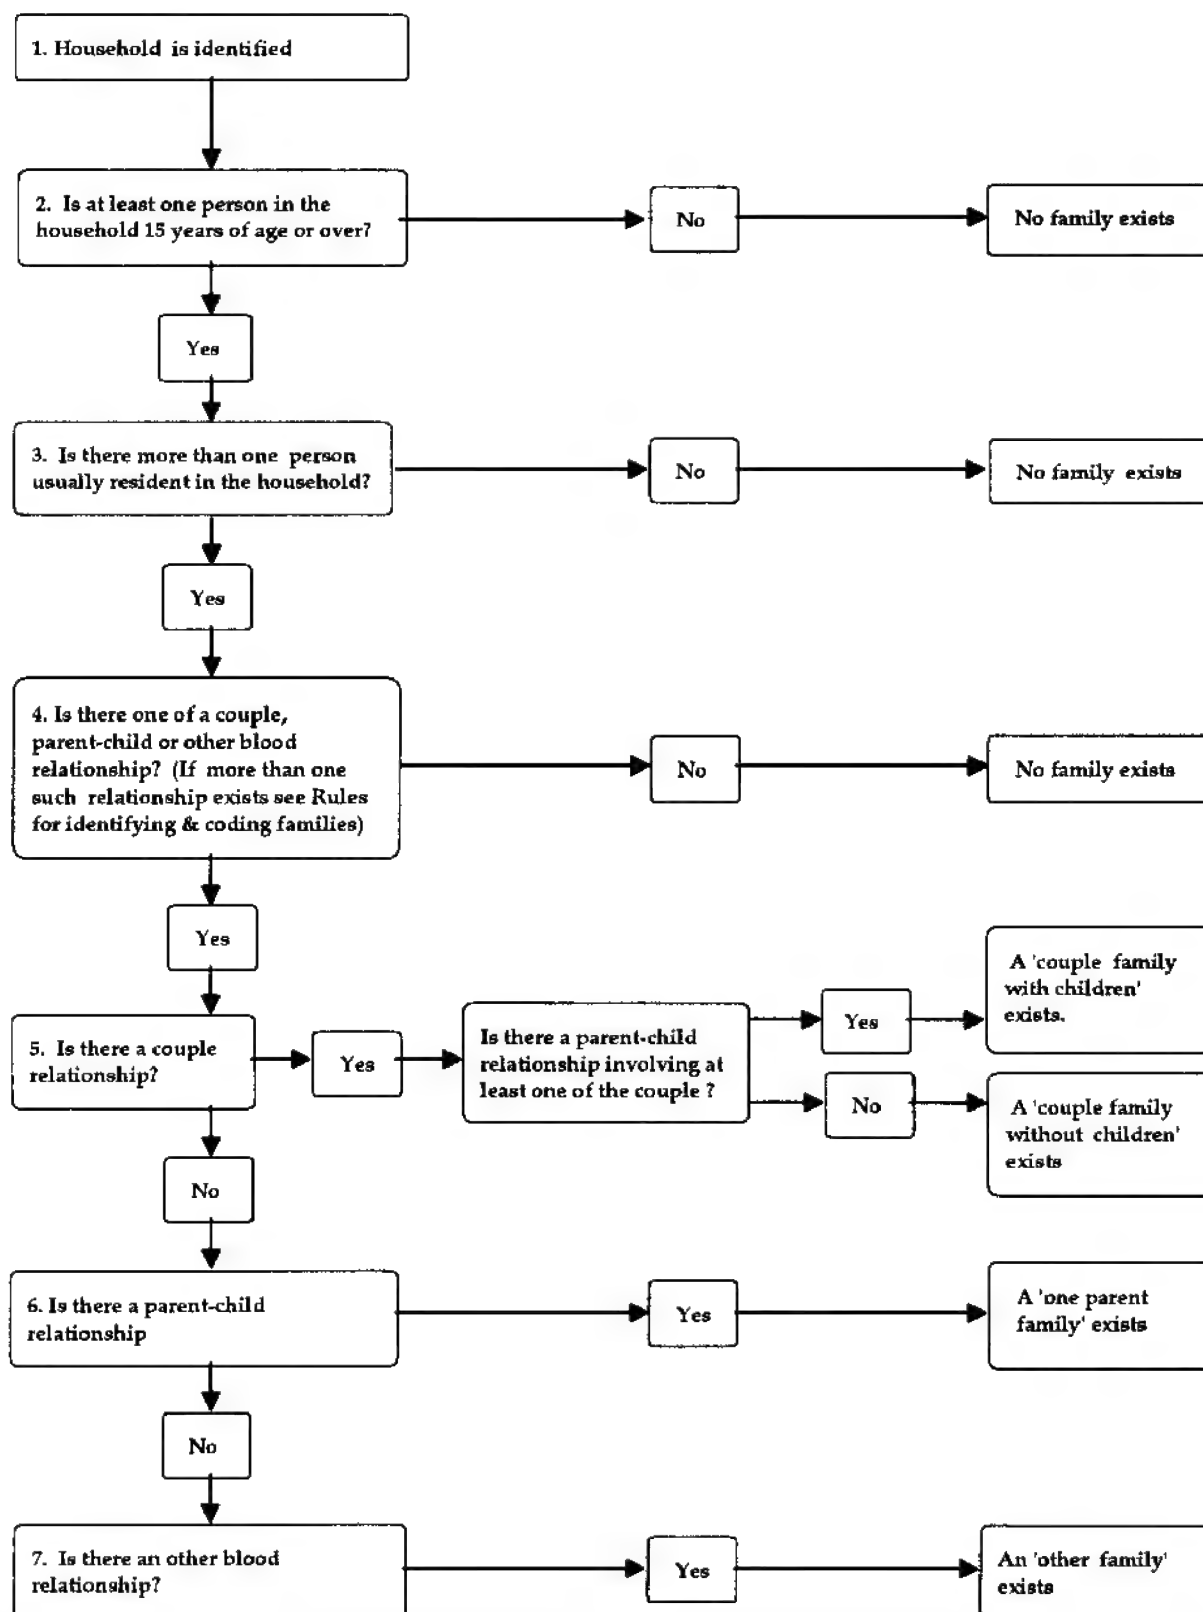 1. Household is identified
2. Is at least one person in the
household 15 years of age or over?
No
No family exists
Yes
3. Is there more than one person
usually resident in the household?
No
No family exists
Yes
4. Is there one of a couple,
parent-child or other blood
relationship? (If more than one
such relationship exists see Rules
for identifying & coding families)
No
No family exists
Yes
5. Is there a couple
relationship?
Yes
Is there a parent-child
relationship involving at
least one of the couple ?
Yes
A 'couple family
with children'
exists.
No
A 'couple family
without children'
exists
No
6. Is there a parent-child
relationship
Yes
A 'one parent
family' exists
No
7. Is there an other blood
relationship?
Yes
An 'other family'
exists